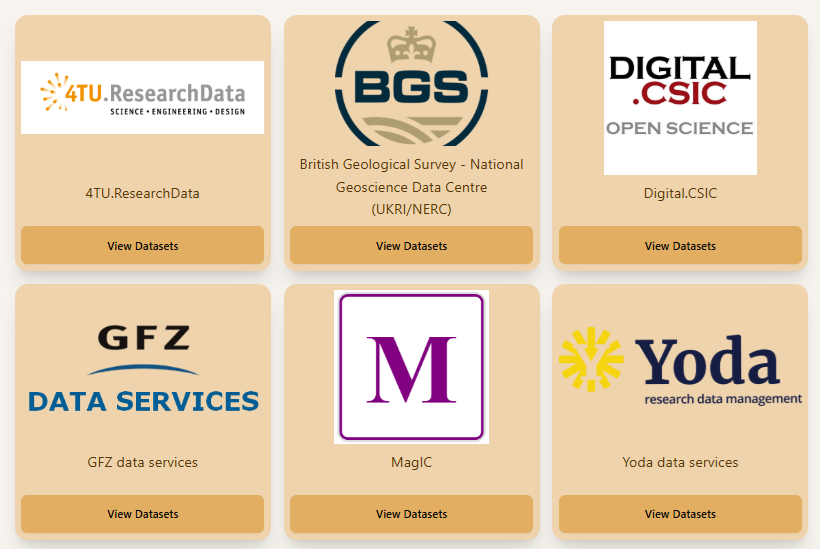 4TU.ResearchData
SCIENCE • ENGINEERING • DESIGN
4TU.ResearchData
View Datasets
BGS
British Geological Survey - National
Geoscience Data Centre
(UKRI/NERC)
View Datasets
DIGITAL
.CSIC
OPEN SCIENCE
Digital.CSIC
View Datasets
GFZ
DATA SERVICES
GFZ data services
View Datasets
M
MagIC
View Datasets
Yoda
research data management
Yoda data services
View Datasets